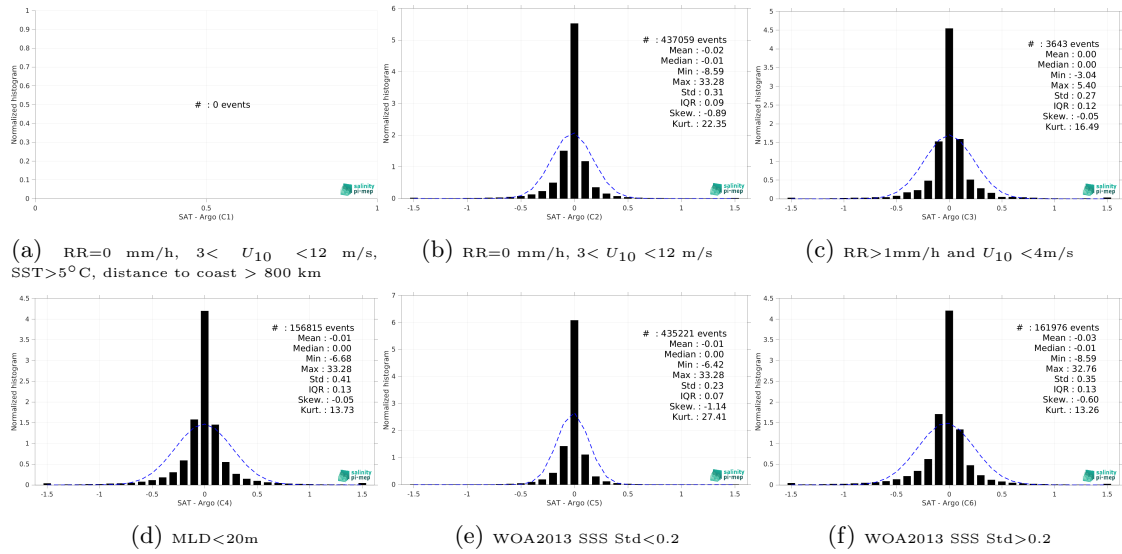 1
0.9
0.8
0.7
0.6
0.5
0.4
0.3
0.2
0.1
0
Normalized histogram
# : 0 events
salinity
pi-mep
0 0.5 1
SAT - Argo (C1)
(a) RR=0 mm/h, 3< U10 <12 m/s,
SST>5°C, distance to coast > 800 km
6
5
4
3
2
1
0
Normalized histogram
# : 437059 events
Mean : -0.02
Median : -0.01
Min : -8.59
Max : 33.28
Std : 0.31
IQR : 0.09
Skew. : -0.89
Kurt. : 22.35
salinity
pi-mep
-1.5 -1 -0.5 0 0.5 1 1.5
SAT - Argo (C2)
(b) RR=0 mm/h, 3< U10 <12 m/s
5
4.5
4
3.5
3
2.5
2
1.5
1
0.5
0
Normalized histogram
# : 3643 events
Mean : 0.00
Median : 0.00
Min : -3.04
Max : 5.40
Std : 0.27
IQR : 0.12
Skew. : -0.05
Kurt. : 16.49
salinity
pi-mep
-1.5 -1 -0.5 0 0.5 1 1.5
SAT - Argo (C3)
(c) RR>1mm/h and U10 <4m/s
4.5
4
3.5
3
2.5
2
1.5
1
0.5
0
Normalized histogram
# : 156815 events
Mean : -0.01
Median : 0.00
Min : -6.68
Max : 33.28
Std : 0.41
IQR : 0.13
Skew. : -0.05
Kurt. : 13.73
salinity
pi-mep
-1.5 -1 -0.5 0 0.5 1 1.5
SAT - Argo (C4)
(d) MLD<20m
7
6
5
4
3
2
1
0
Normalized histogram
# : 435221 events
Mean : -0.01
Median : 0.00
Min : -6.42
Max : 33.28
Std : 0.23
IQR : 0.07
Skew. : -1.14
Kurt. : 27.41
salinity
pi-mep
-1.5 -1 -0.5 0 0.5 1 1.5
SAT - Argo (C5)
(e) WOA2013 SSS Std<0.2
4.5
4
3.5
3
2.5
2
1.5
1
0.5
0
Normalized histogram
# : 161976 events
Mean : -0.03
Median : -0.01
Min : -8.59
Max : 32.76
Std : 0.35
IQR : 0.13
Skew. : -0.60
Kurt. : 13.26
salinity
pi-mep
-1.5 -1 -0.5 0 0.5 1 1.5
SAT - Argo (C6)
(f) WOA2013 SSS Std>0.2